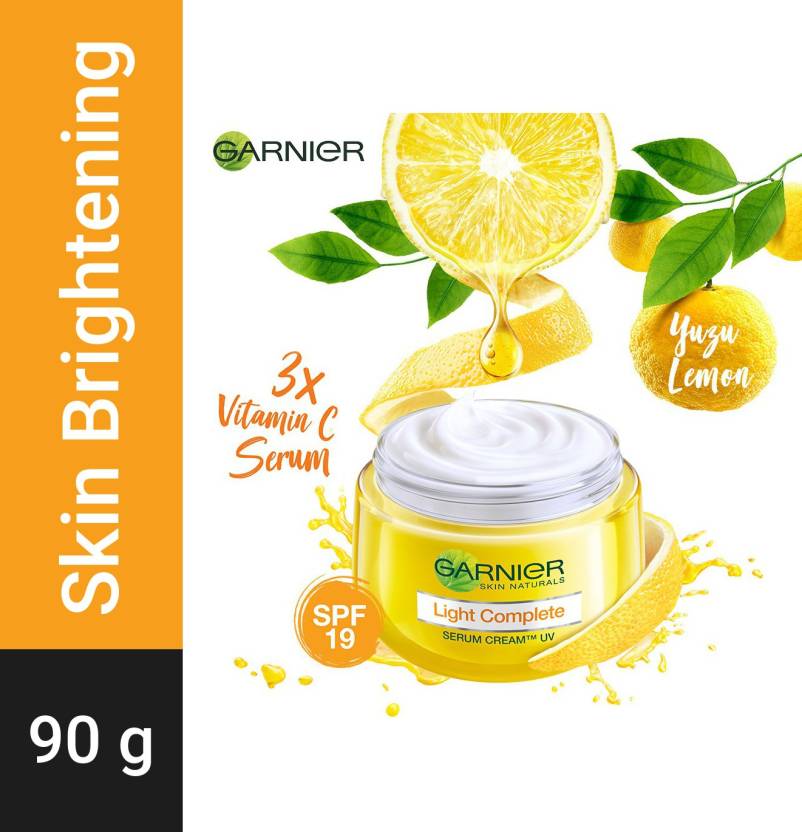 Skin Brightening
90 g
GARNIER
Yuzu
Lemon
3x
Vitamin C
Serum
GARNIER
SKIN NATURALS
Light Complete
SERUM CREAM™ UV
SPF
19